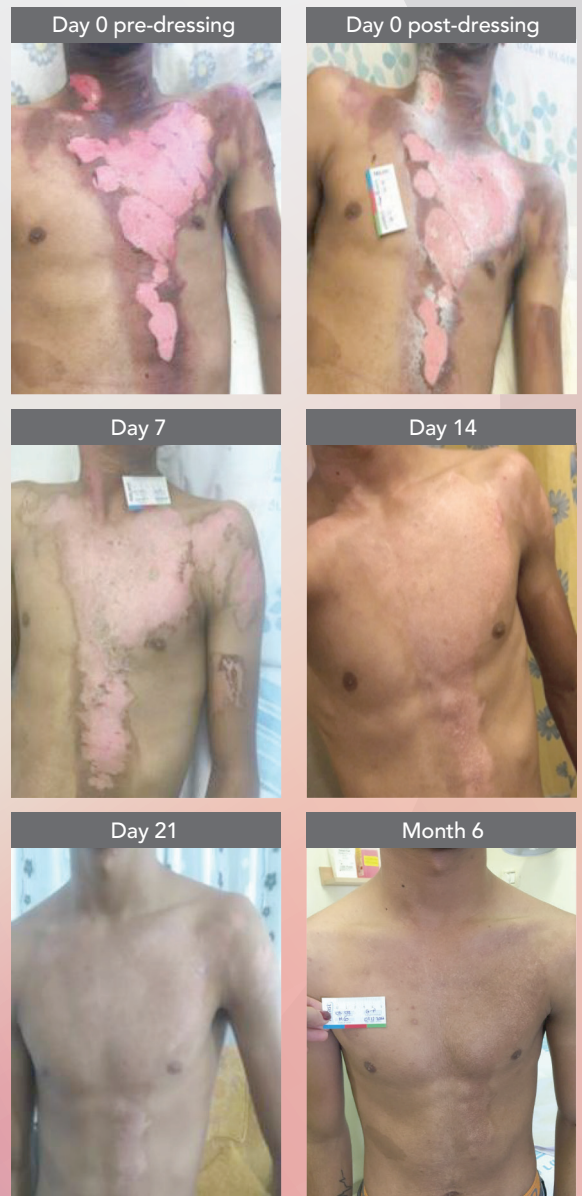 Day 0 pre-dressing
Day 0 post-dressing
Day 7
Day 14
Day 21
Month 6